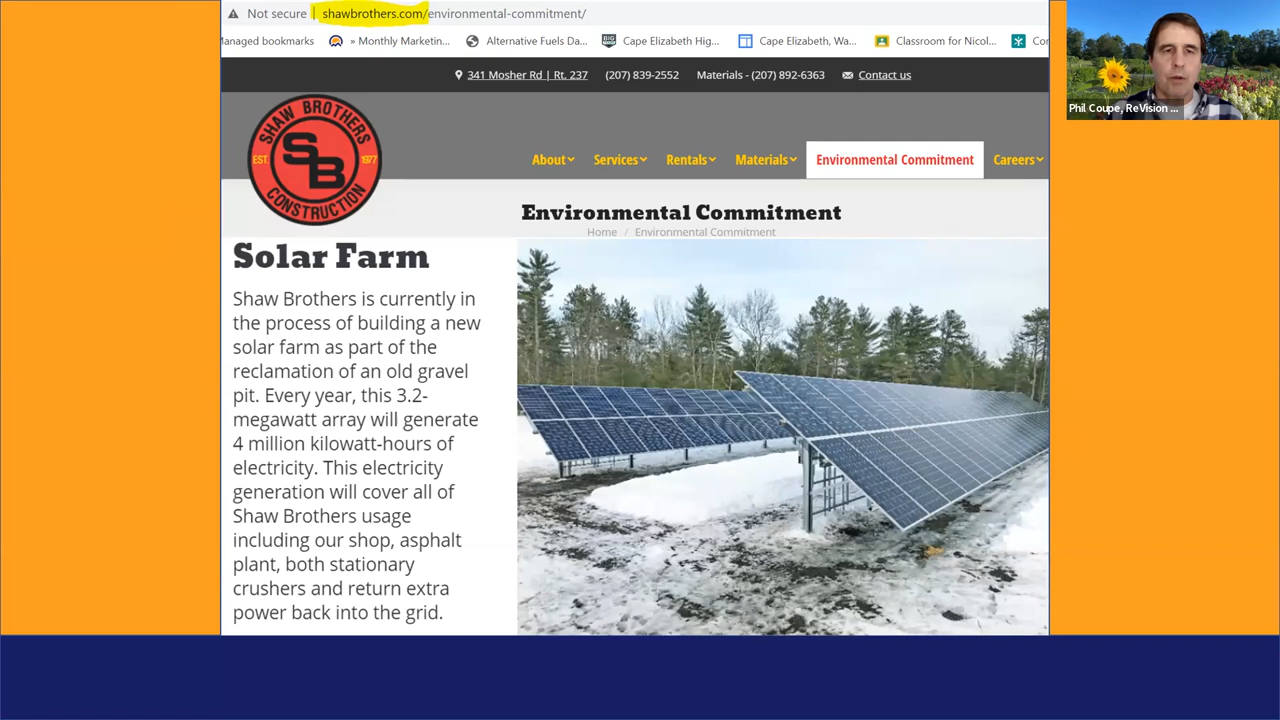 Not secure | shawbrothers.com/environmental-commitment/
Managed bookmarks » Monthly Marketin... Alternative Fuels Da... BIG Cape Elizabeth Hig... Cape Elizabeth, Wa... Classroom for Nicol... Con
341 Mosher Rd | Rt. 237 (207) 839-2552 Materials - (207) 892-6363 Contact us
SHAW BROTHERS
EST. SB 1977
CONSTRUCTION
About Services Rentals Materials Environmental Commitment Careers
Environmental Commitment
Home / Environmental Commitment
Solar Farm
Shaw Brothers is currently in
the process of building a new
solar farm as part of the
reclamation of an old gravel
pit. Every year, this 3.2-
megawatt array will generate
4 million kilowatt-hours of
electricity. This electricity
generation will cover all of
Shaw Brothers usage
including our shop, asphalt
plant, both stationary
crushers and return extra
power back into the grid.
Phil Coupe, ReVision ...